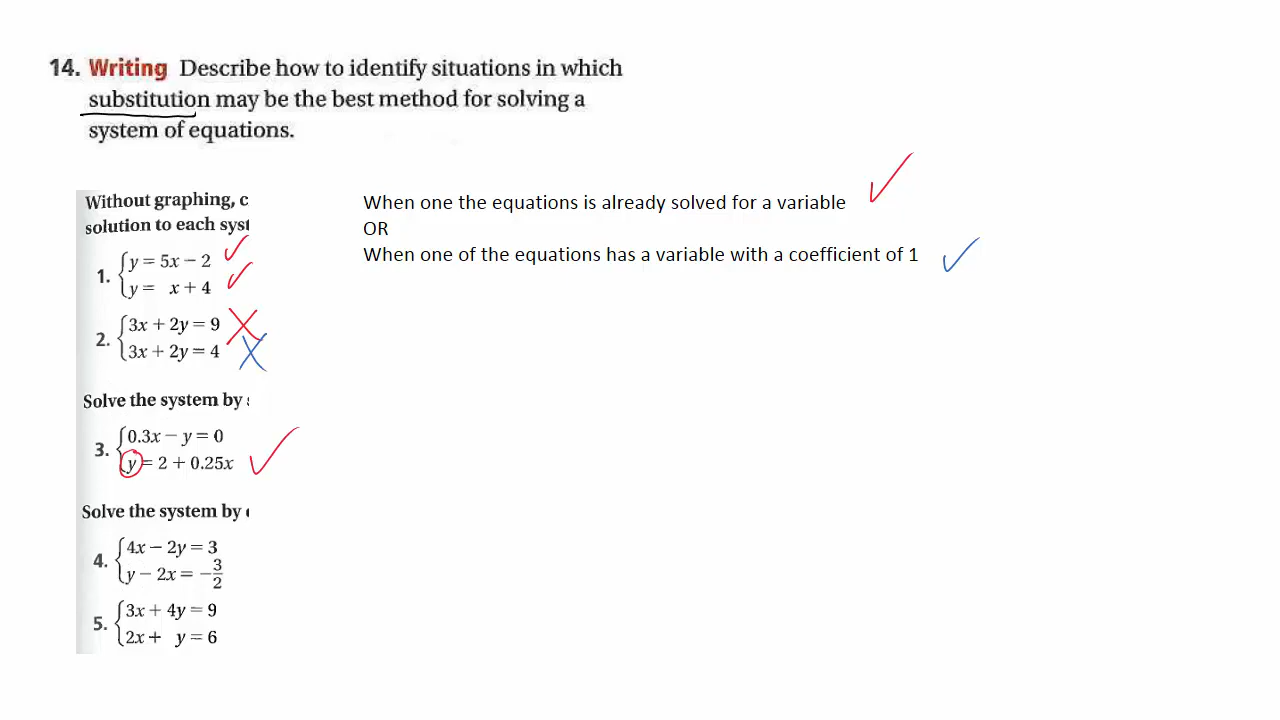 14. Writing Describe how to identify situations in which
substitution may be the best method for solving a
system of equations.
Without graphing, c
solution to each syst
When one the equations is already solved for a variable
OR
When one of the equations has a variable with a coefficient of 1
1. { y = 5x − 2
y = x + 4
2. { 3x + 2y = 9
3x + 2y = 4
Solve the system by
3. { 0.3x − y = 0
y = 2 + 0.25x
Solve the system by
4. { 4x − 2y = 3
y − 2x = −3/2
5. { 3x + 4y = 9
2x + y = 6